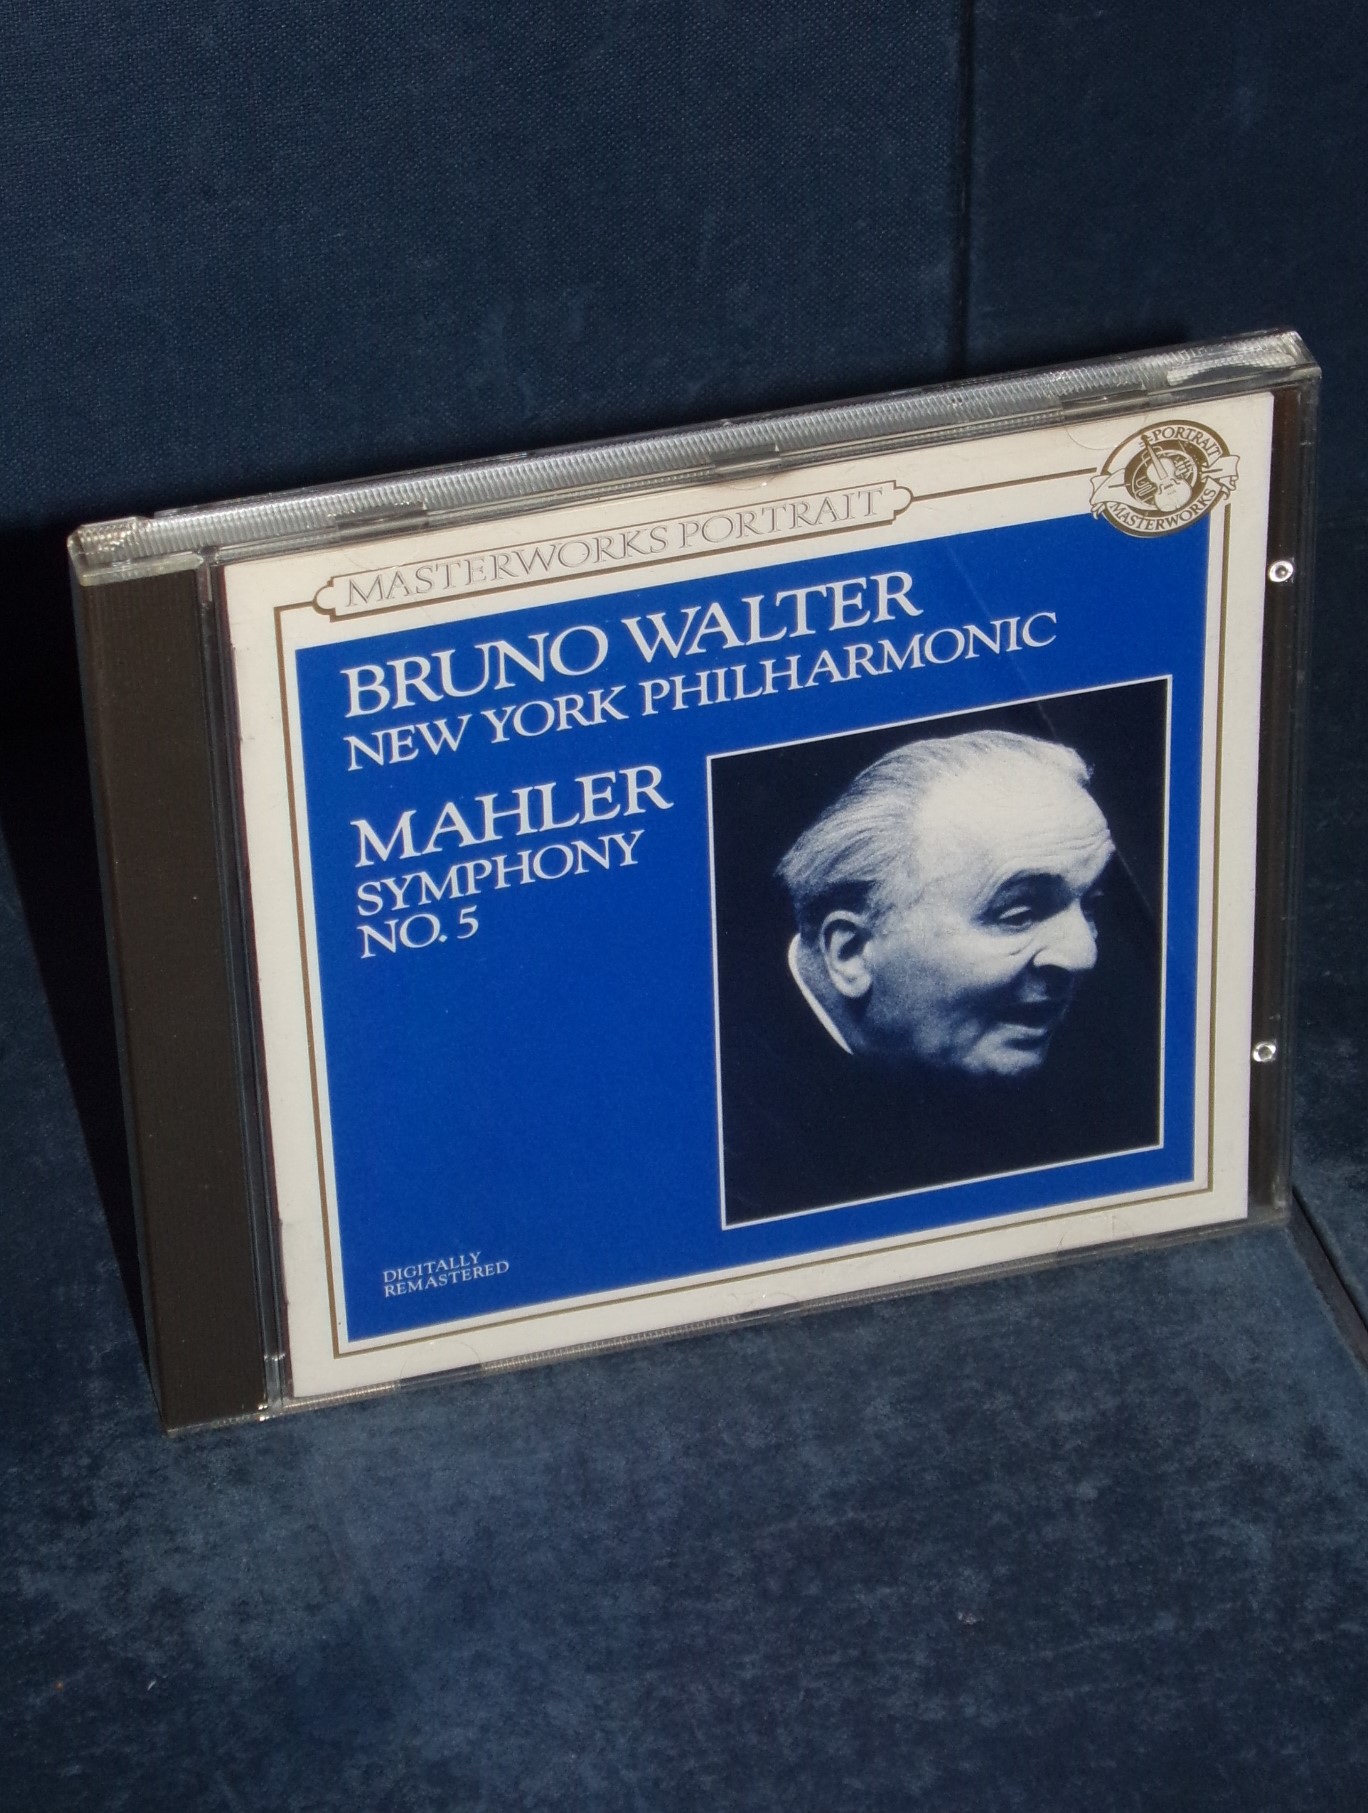 MASTERWORKS PORTRAIT
PORTRAIT
MASTERWORKS
BRUNO WALTER
NEW YORK PHILHARMONIC
MAHLER
SYMPHONY
NO. 5
DIGITALLY
REMASTERED